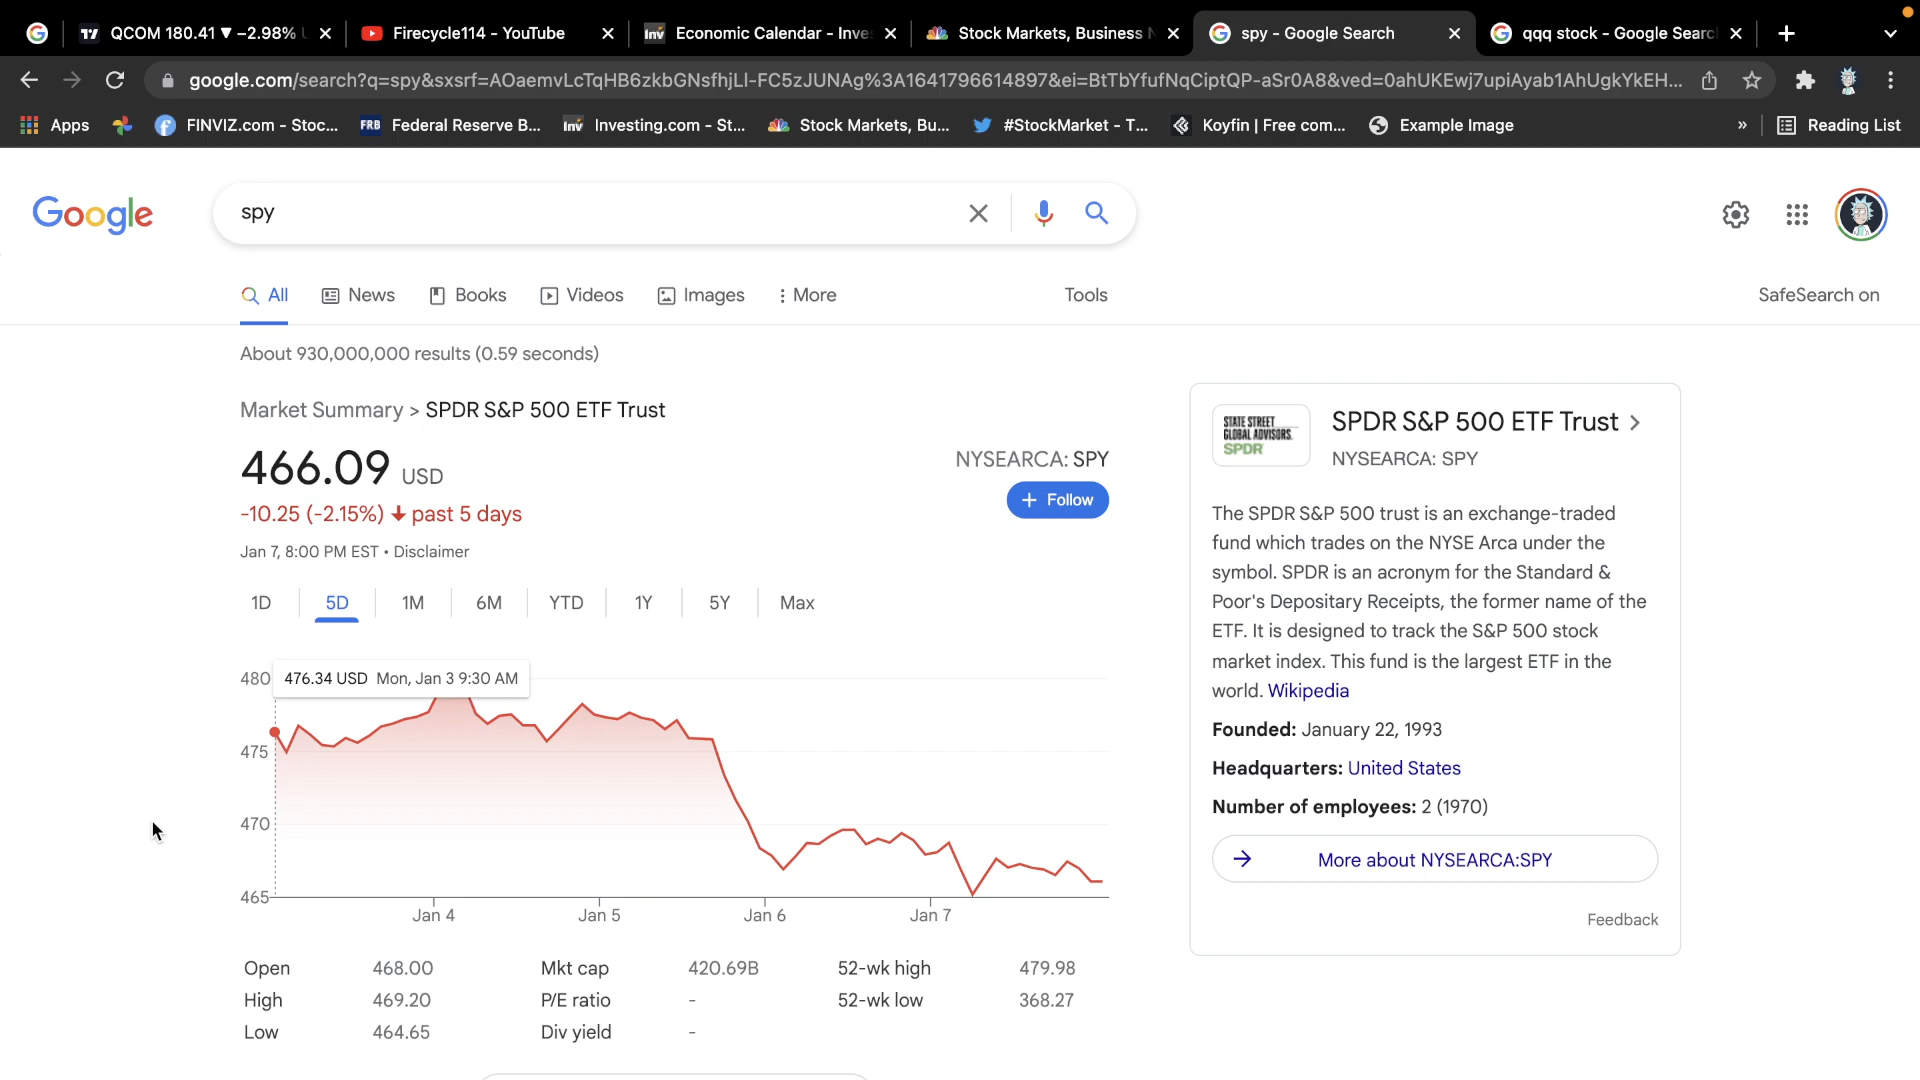 QCOM 180.41 ▼ −2.98%
Firecycle114 - YouTube
Economic Calendar - Inves
Stock Markets, Business N
spy - Google Search
qqq stock - Google Searc
google.com/search?q=spy&sxsrf=AOaemvLcTqHB6zkbGNsfhjLl-FC5zJUNAg%3A1641796614897&ei=BtTbYfufNqCiptQP-aSr0A8&ved=0ahUKEwj7upiAyab1AhUgkYkEH...
Apps
FINVIZ.com - Stoc...
FRB Federal Reserve B...
Inv Investing.com - St...
Stock Markets, Bu...
#StockMarket - T...
Koyfin | Free com...
Example Image
»
Reading List
Google
spy
All
News
Books
Videos
Images
More
Tools
SafeSearch on
About 930,000,000 results (0.59 seconds)
Market Summary > SPDR S&P 500 ETF Trust
466.09 USD
NYSEARCA: SPY
-10.25 (-2.15%) ↓ past 5 days
+ Follow
Jan 7, 8:00 PM EST • Disclaimer
1D
5D
1M
6M
YTD
1Y
5Y
Max
480
476.34 USD Mon, Jan 3 9:30 AM
475
470
465
Jan 4
Jan 5
Jan 6
Jan 7
Open 468.00
Mkt cap 420.69B
52-wk high 479.98
High 469.20
P/E ratio -
52-wk low 368.27
Low 464.65
Div yield -
STATE STREET
GLOBAL ADVISORS
SPDR
SPDR S&P 500 ETF Trust
NYSEARCA: SPY
The SPDR S&P 500 trust is an exchange-traded
fund which trades on the NYSE Arca under the
symbol. SPDR is an acronym for the Standard &
Poor's Depositary Receipts, the former name of the
ETF. It is designed to track the S&P 500 stock
market index. This fund is the largest ETF in the
world. Wikipedia
Founded: January 22, 1993
Headquarters: United States
Number of employees: 2 (1970)
More about NYSEARCA:SPY
Feedback